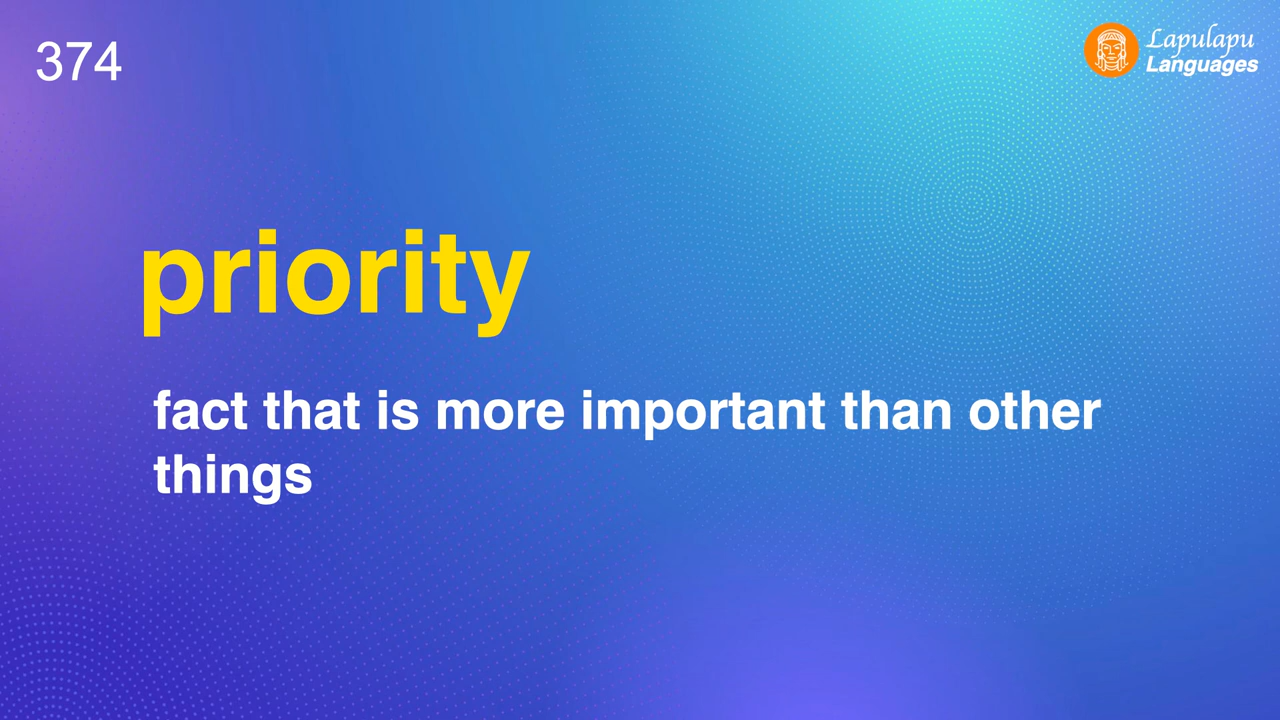 374
Lapulapu
Languages
priority
fact that is more important than other
things